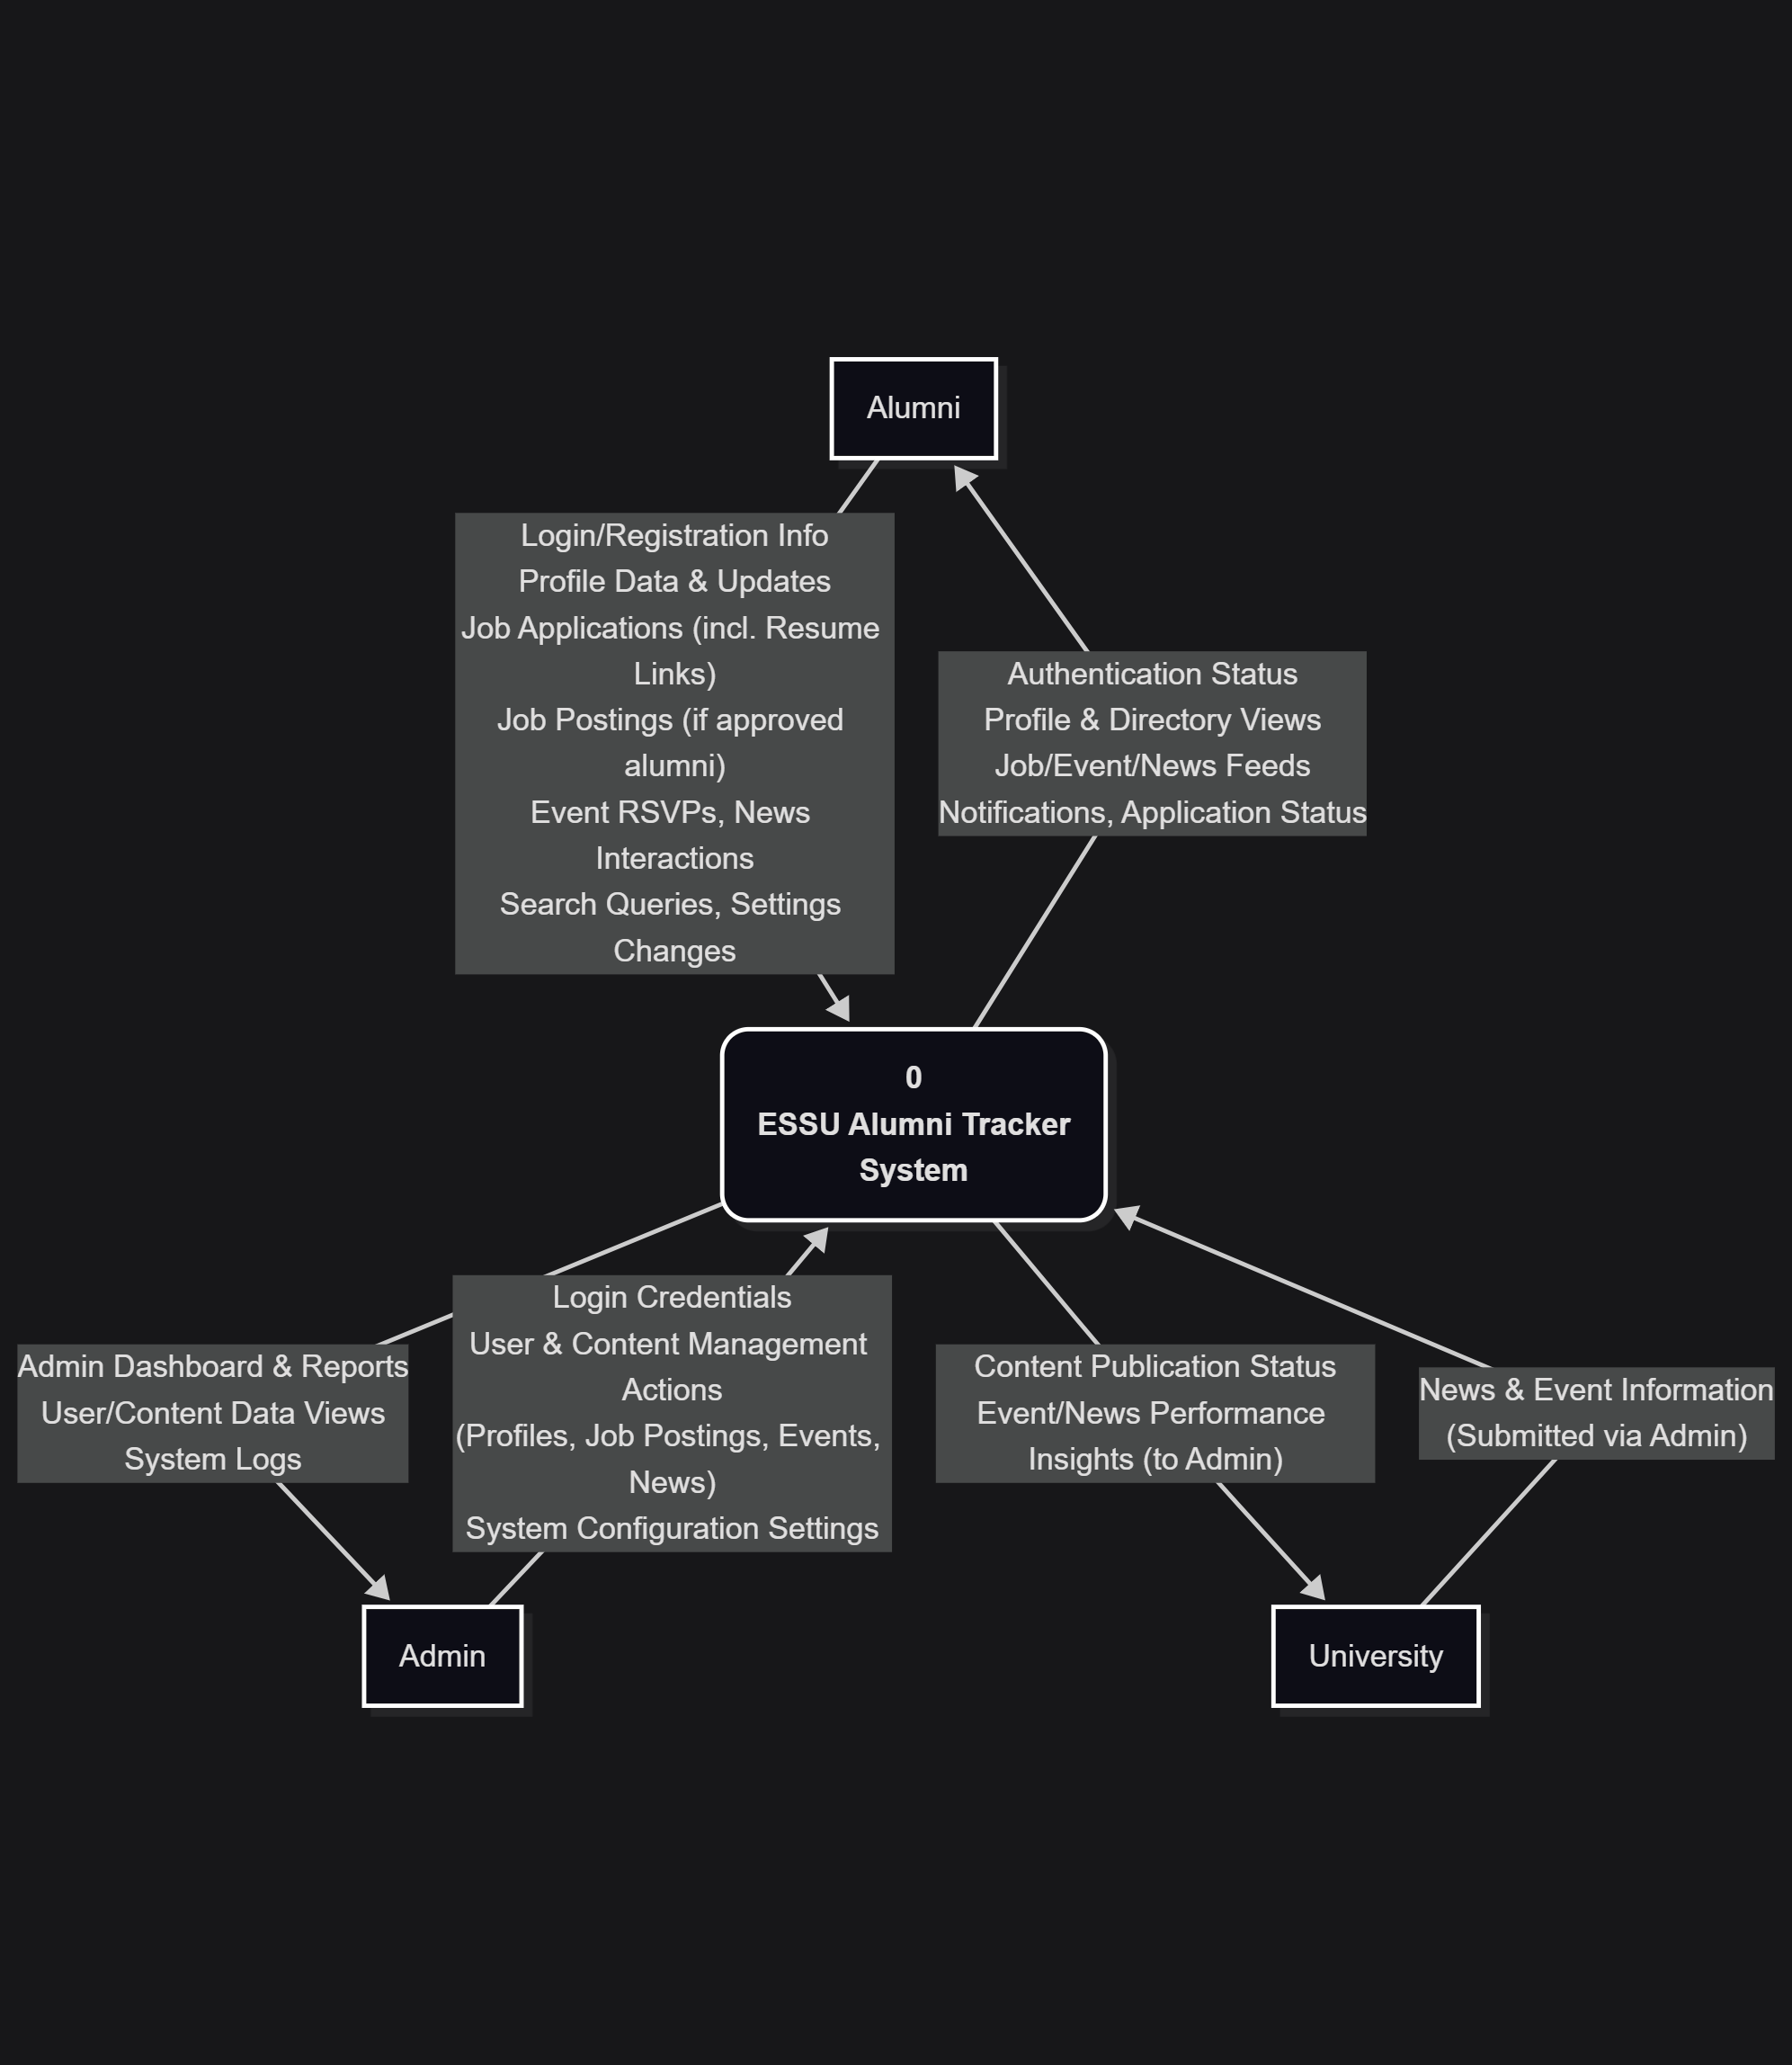 Alumni
Login/Registration Info
Profile Data & Updates
Job Applications (incl. Resume
Links)
Job Postings (if approved
alumni)
Event RSVPs, News
Interactions
Search Queries, Settings
Changes
Authentication Status
Profile & Directory Views
Job/Event/News Feeds
Notifications, Application Status
0
ESSU Alumni Tracker
System
Admin Dashboard & Reports
User/Content Data Views
System Logs
Login Credentials
User & Content Management
Actions
(Profiles, Job Postings, Events,
News)
System Configuration Settings
Content Publication Status
Event/News Performance
Insights (to Admin)
News & Event Information
(Submitted via Admin)
Admin
University